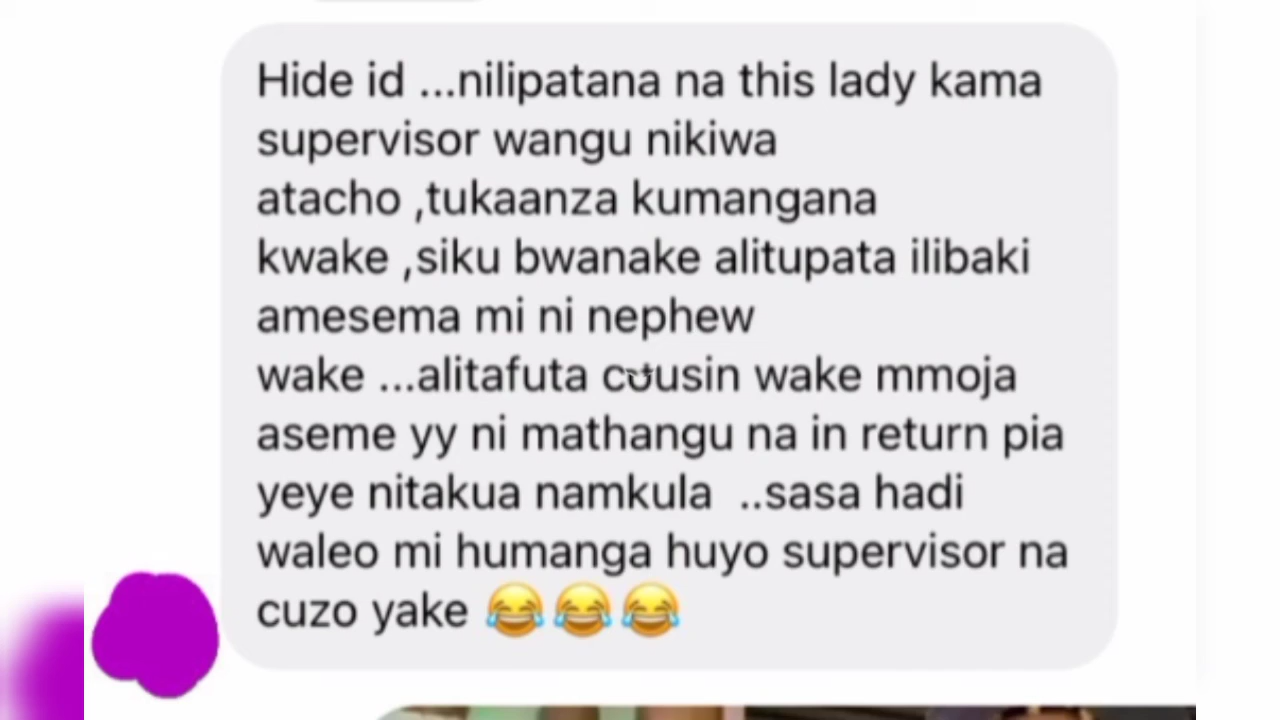 Hide id ...nilipatana na this lady kama
supervisor wangu nikiwa
atacho ,tukaanza kumangana
kwake ,siku bwanake alitupata ilibaki
amesema mi ni nephew
wake ...alitafuta cousin wake mmoja
aseme yy ni mathangu na in return pia
yeye nitakua namkula ..sasa hadi
waleo mi humanga huyo supervisor na
cuzo yake 😂😂😂